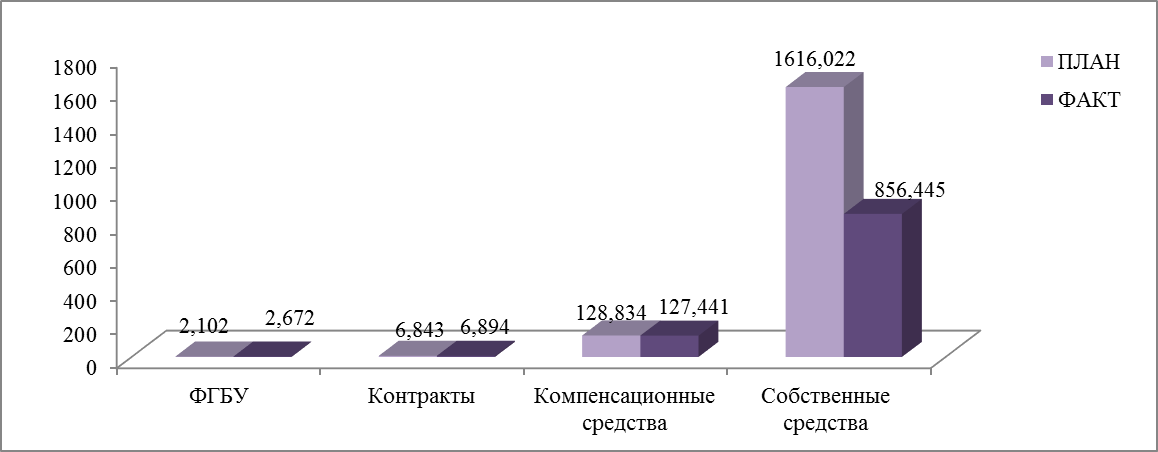 1616,022
ПЛАН
ФАКТ
1800
1600
1400
1200
1000
800
600
400
200
0
856,445
2,102
2,672
6,843
6,894
128,834
127,441
ФГБУ
Контракты
Компенсационные
средства
Собственные
средства